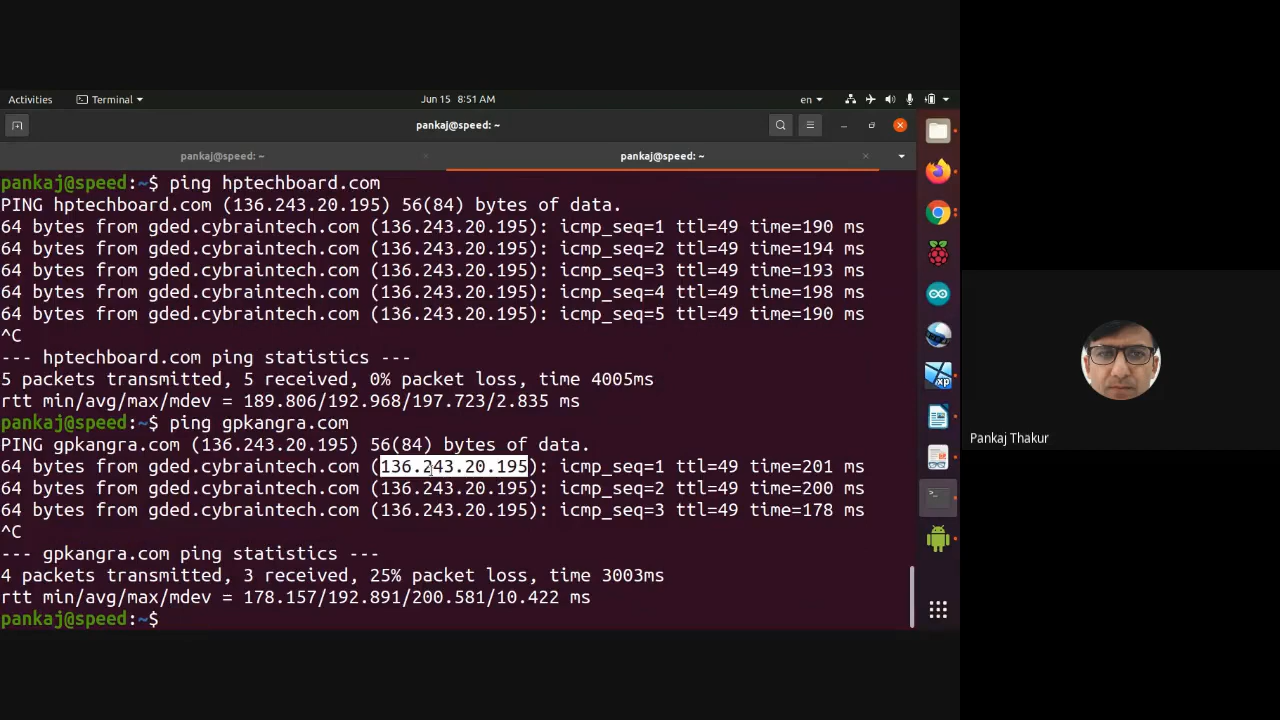 Activities Terminal Jun 15 8:51 AM en
pankaj@speed: ~
pankaj@speed: ~ pankaj@speed: ~
pankaj@speed:~$ ping hptechboard.com
PING hptechboard.com (136.243.20.195) 56(84) bytes of data.
64 bytes from gded.cybraintech.com (136.243.20.195): icmp_seq=1 ttl=49 time=190 ms
64 bytes from gded.cybraintech.com (136.243.20.195): icmp_seq=2 ttl=49 time=194 ms
64 bytes from gded.cybraintech.com (136.243.20.195): icmp_seq=3 ttl=49 time=193 ms
64 bytes from gded.cybraintech.com (136.243.20.195): icmp_seq=4 ttl=49 time=198 ms
64 bytes from gded.cybraintech.com (136.243.20.195): icmp_seq=5 ttl=49 time=190 ms
^C
--- hptechboard.com ping statistics ---
5 packets transmitted, 5 received, 0% packet loss, time 4005ms
rtt min/avg/max/mdev = 189.806/192.968/197.723/2.835 ms
pankaj@speed:~$ ping gpkangra.com
PING gpkangra.com (136.243.20.195) 56(84) bytes of data.
64 bytes from gded.cybraintech.com (136.243.20.195): icmp_seq=1 ttl=49 time=201 ms
64 bytes from gded.cybraintech.com (136.243.20.195): icmp_seq=2 ttl=49 time=200 ms
64 bytes from gded.cybraintech.com (136.243.20.195): icmp_seq=3 ttl=49 time=178 ms
^C
--- gpkangra.com ping statistics ---
4 packets transmitted, 3 received, 25% packet loss, time 3003ms
rtt min/avg/max/mdev = 178.157/192.891/200.581/10.422 ms
pankaj@speed:~$
xp
Pankaj Thakur